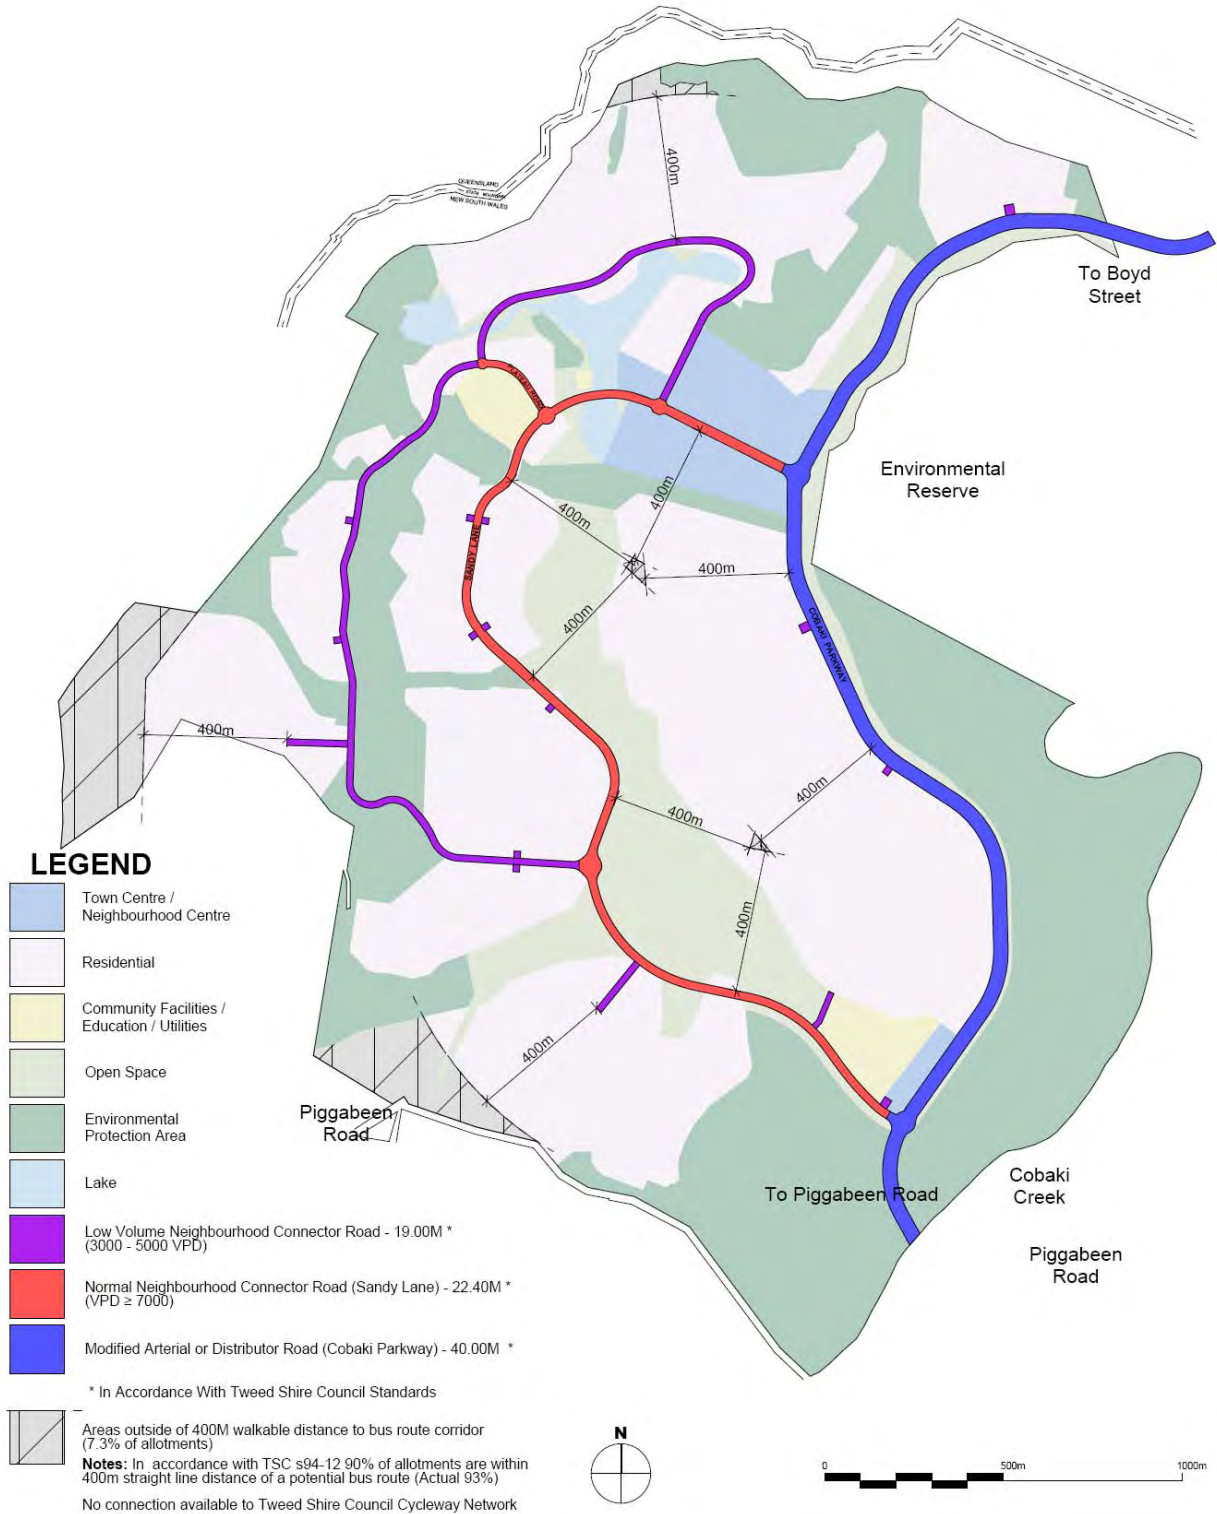 QUEENSLAND
STATE BOUNDARY
NEW SOUTH WALES
400m
To Boyd
Street
PLATEAU ROAD
Environmental
Reserve
400m
400m
SANDY LANE
400m
400m
COBAKI PARKWAY
400m
400m
400m
400m
400m
Piggabeen
Road
To Piggabeen Road
Cobaki
Creek
Piggabeen
Road
LEGEND
Town Centre /
Neighbourhood Centre
Residential
Community Facilities /
Education / Utilities
Open Space
Environmental
Protection Area
Lake
Low Volume Neighbourhood Connector Road - 19.00M *
(3000 - 5000 VPD)
Normal Neighbourhood Connector Road (Sandy Lane) - 22.40M *
(VPD ≥ 7000)
Modified Arterial or Distributor Road (Cobaki Parkway) - 40.00M *
* In Accordance With Tweed Shire Council Standards
Areas outside of 400M walkable distance to bus route corridor
(7.3% of allotments)
Notes: In accordance with TSC s94-12 90% of allotments are within
400m straight line distance of a potential bus route (Actual 93%)
No connection available to Tweed Shire Council Cycleway Network
N
0 500m 1000m